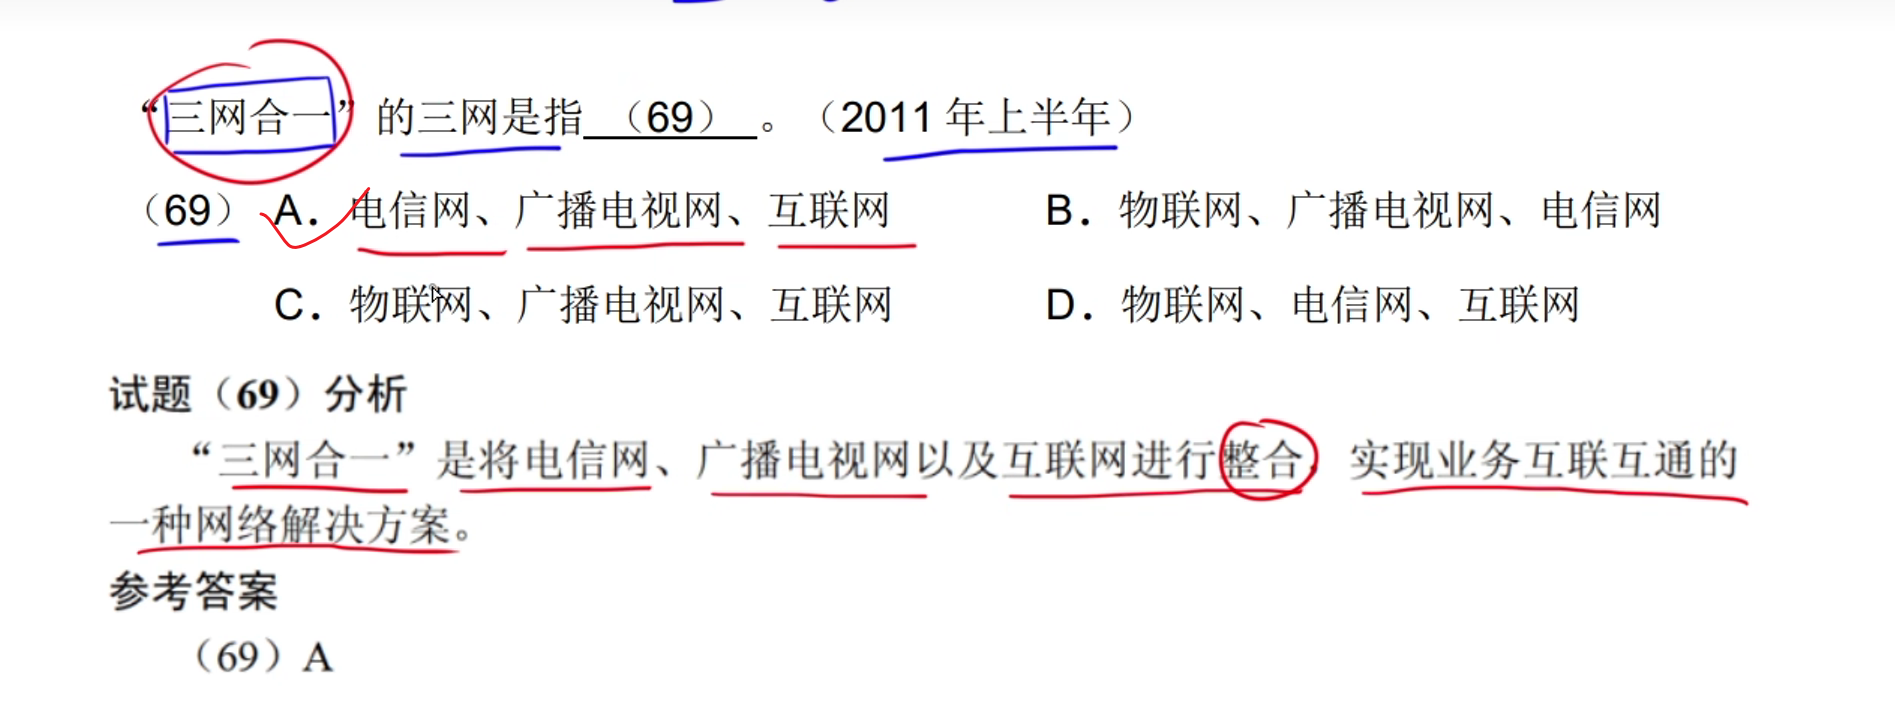 “三网合一”的三网是指（69）。（2011 年上半年）
（69） A．电信网、广播电视网、互联网 B．物联网、广播电视网、电信网
C．物联网、广播电视网、互联网 D．物联网、电信网、互联网
试题（69）分析
“三网合一”是将电信网、广播电视网以及互联网进行整合，实现业务互联互通的
一种网络解决方案。
参考答案
（69）A